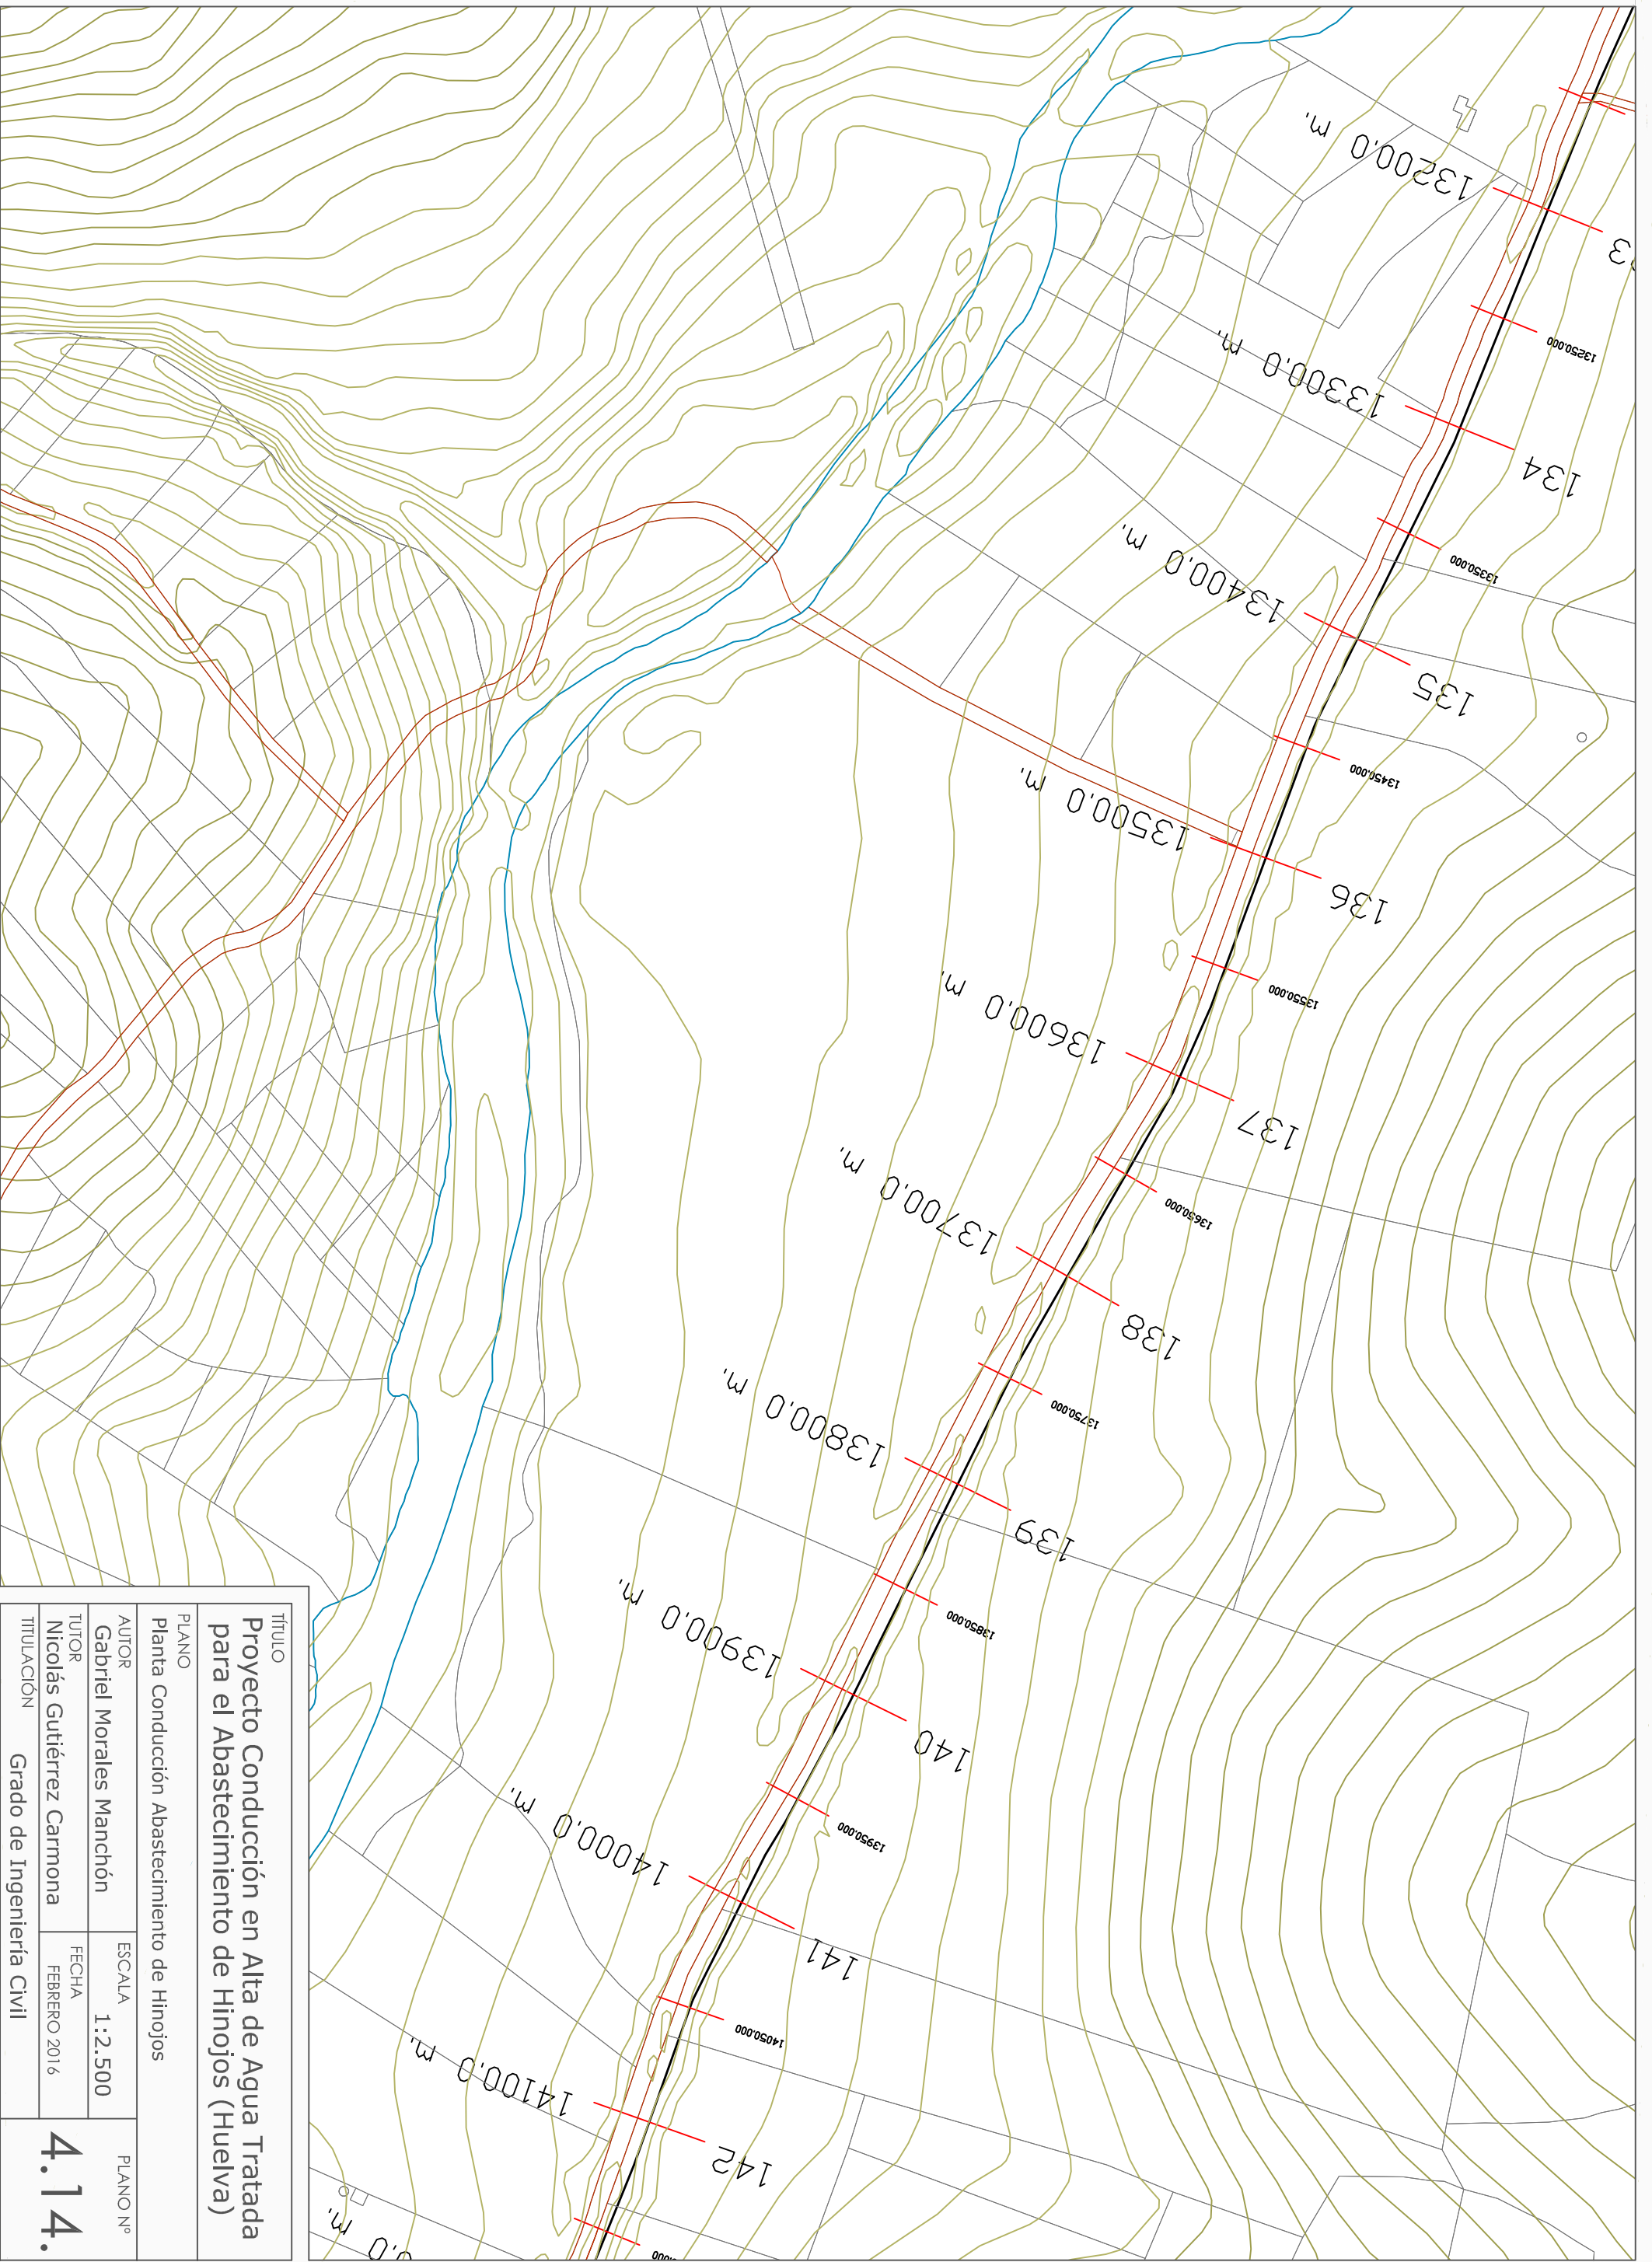 13200,0 m.
13250.000
13300,0 m.
134
13350.000
13400,0 m.
135
13450.000
13500,0 m.
136
13550.000
13600,0 m.
137
13650.000
13700,0 m.
138
13750.000
13800,0 m.
139
13850.000
13900,0 m.
140
13950.000
14000,0 m.
141
14050.000
14100,0 m.
142
0,0 m.
TÍTULO
Proyecto Conducción en Alta de Agua Tratada
para el Abastecimiento de Hinojos (Huelva)
PLANO
Planta Conducción Abastecimiento de Hinojos
AUTOR
Gabriel Morales Manchón
ESCALA
1:2.500
PLANO Nº
4.14.
TUTOR
Nicolás Gutiérrez Carmona
FECHA
FEBRERO 2016
TITULACIÓN
Grado de Ingeniería Civil